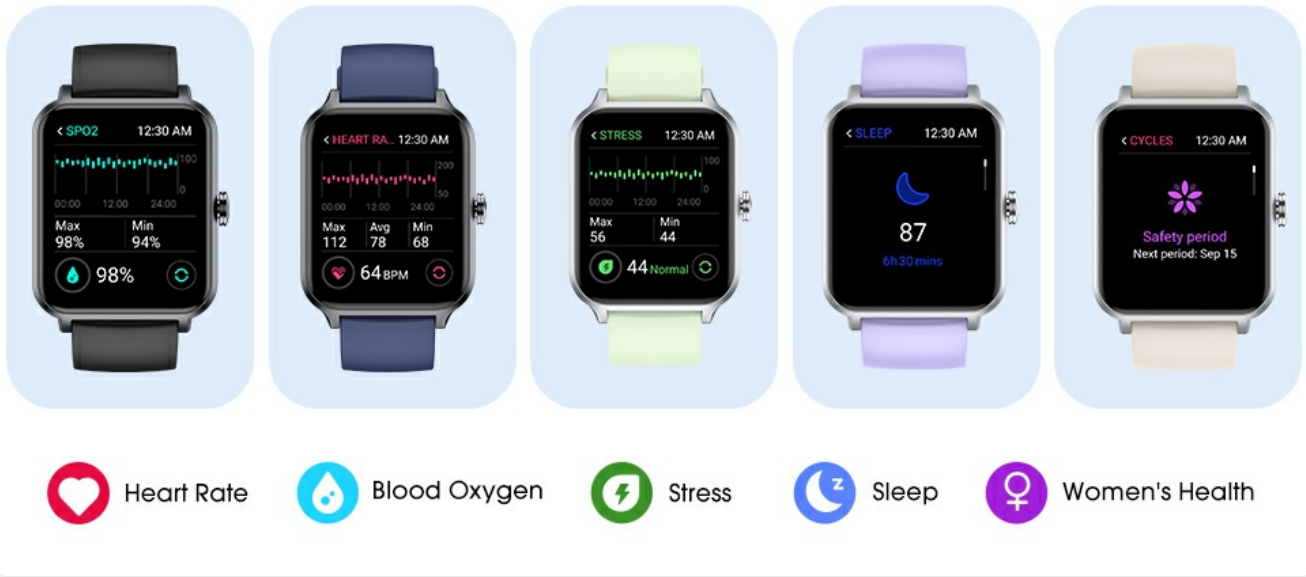 < SPO2 12:30 AM
100
0
00:00 12:00 24:00
Max Min
98% 94%
98%
< HEART RA... 12:30 AM
200
50
00:00 12:00 24:00
Max Avg Min
112 78 68
64 BPM
< STRESS 12:30 AM
100
0
00:00 12:00 24:00
Max Min
56 44
44 Normal
< SLEEP 12:30 AM
87
6h30mins
< CYCLES 12:30 AM
Safety period
Next period: Sep 15
Heart Rate
Blood Oxygen
Stress
z
Sleep
Women's Health